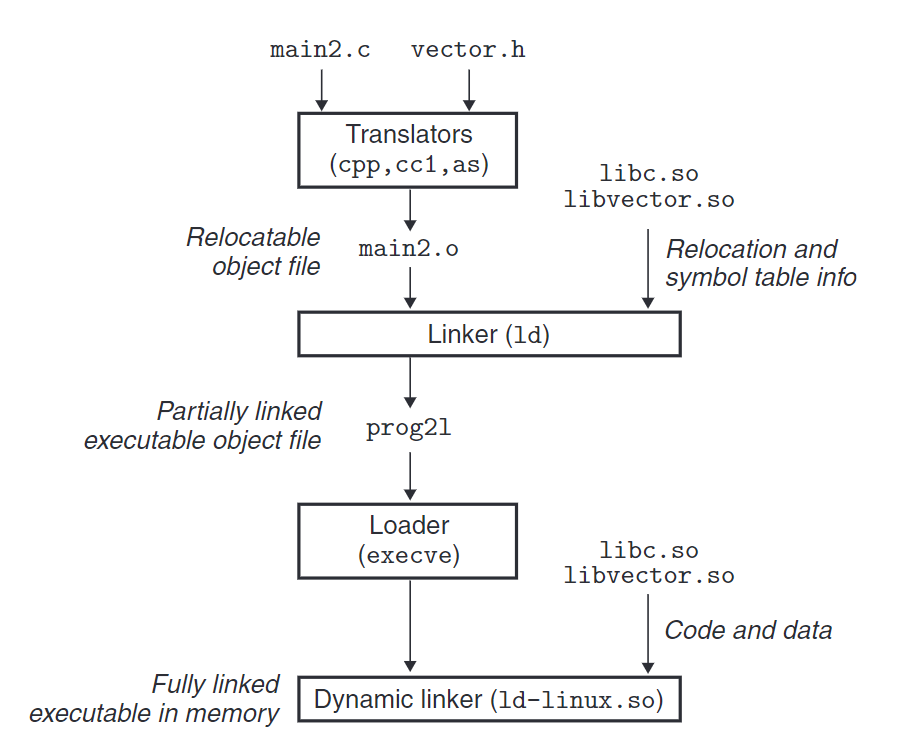 main2.c
vector.h
Translators
(cpp,cc1,as)
libc.so
libvector.so
Relocatable
object file
main2.o
Relocation and
symbol table info
Linker (ld)
Partially linked
executable object file
prog2l
Loader
(execve)
libc.so
libvector.so
Code and data
Fully linked
executable in memory
Dynamic linker (ld-linux.so)